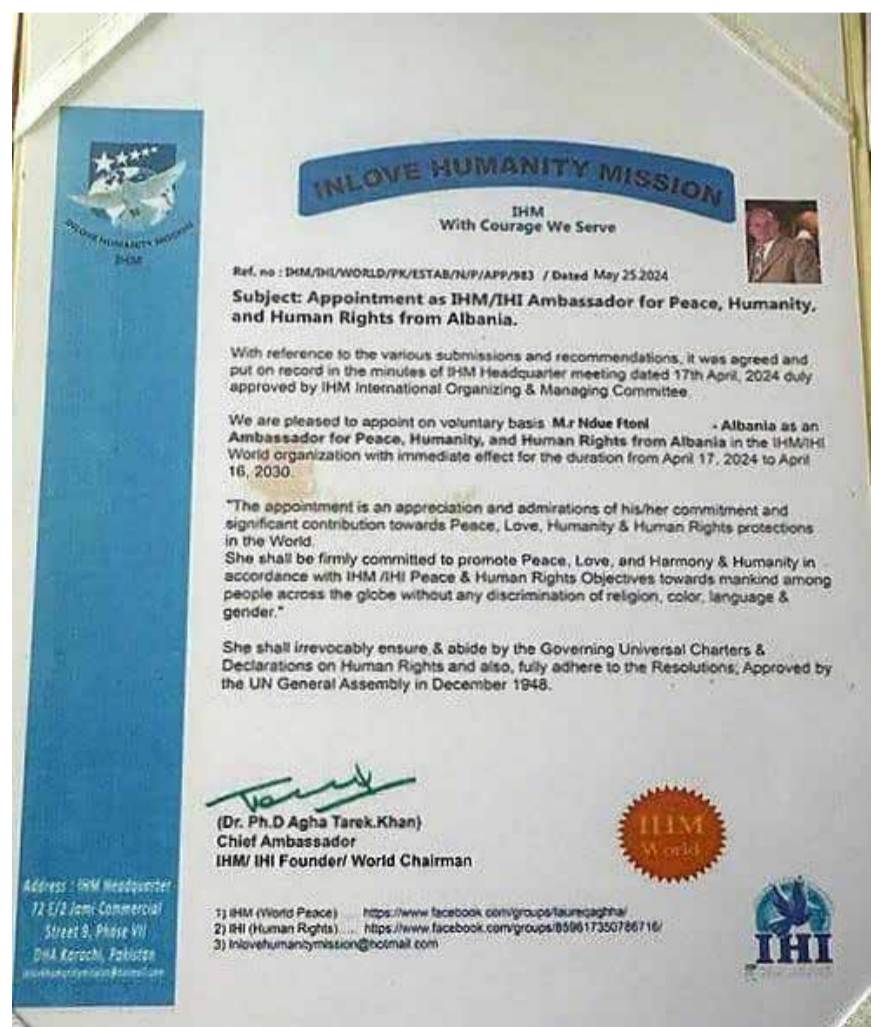 INLOVE HUMANITY MISSION
IHM
With Courage We Serve
INLOVE HUMANITY MISSION
IHM
Ref. no : IHM/IHI/WORLD/PK/ESTAB/N/P/APP/983 / Dated May 25.2024
Subject: Appointment as IHM/IHI Ambassador for Peace, Humanity,
and Human Rights from Albania.
With reference to the various submissions and recommendations, it was agreed and
put on record in the minutes of IHM Headquarter meeting dated 17th April, 2024 duly
approved by IHM International Organizing & Managing Committee.
We are pleased to appoint on voluntary basis M.r Ndue Ftoni - Albania as an
Ambassador for Peace, Humanity, and Human Rights from Albania in the IHM/IHI
World organization with immediate effect for the duration from April 17, 2024 to April
16, 2030.
"The appointment is an appreciation and admirations of his/her commitment and
significant contribution towards Peace, Love, Humanity & Human Rights protections
in the World.
She shall be firmly committed to promote Peace, Love, and Harmony & Humanity in
accordance with IHM /IHI Peace & Human Rights Objectives towards mankind among
people across the globe without any discrimination of religion, color, language &
gender."
She shall irrevocably ensure & abide by the Governing Universal Charters &
Declarations on Human Rights and also, fully adhere to the Resolutions; Approved by
the UN General Assembly in December 1948.
(Dr. Ph.D Agha Tarek.Khan)
Chief Ambassador
IHM/ IHI Founder/ World Chairman
IHM
World
Address : IHM Headquarter
72 E/2 Jami Commercial
Street 9, Phase VII
DHA Karachi, Pakistan
inlovehumanitymission@hotmail.com
1) IHM (World Peace) .... https://www.facebook.com/groups/taureqaghha/
2) IHI (Human Rights).... https://www.facebook.com/groups/859617350786716/
3) Inlovehumanitymission@hotmail.com
IHI